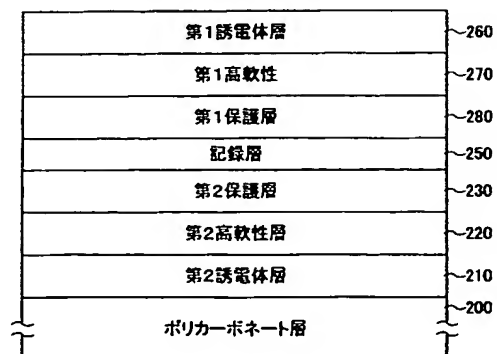 第1誘電体層 260
第1高軟性 270
第1保護層 280
記録層 250
第2保護層 230
第2高軟性層 220
第2誘電体層 210
200
ポリカーボネート層